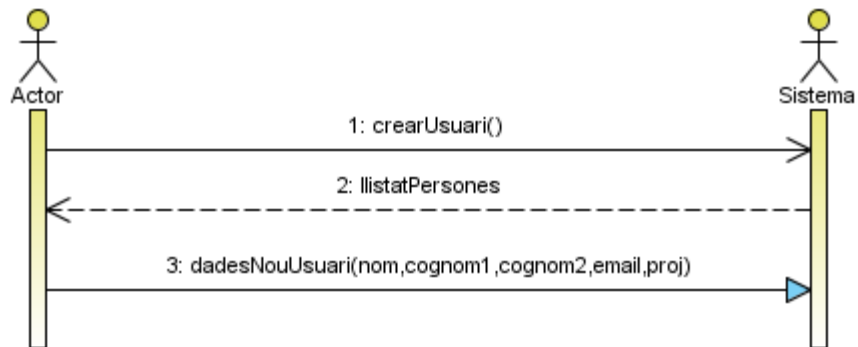 Actor
Sistema
1: crearUsuari()
2: llistatPersones
3: dadesNouUsuari(nom,cognom1,cognom2,email,proj)